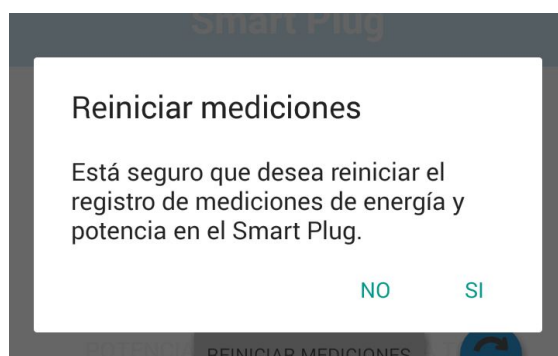 Smart Plug
Reiniciar mediciones
Está seguro que desea reiniciar el
registro de mediciones de energía y
potencia en el Smart Plug.
NO SI
REINICIAR MEDICIONES